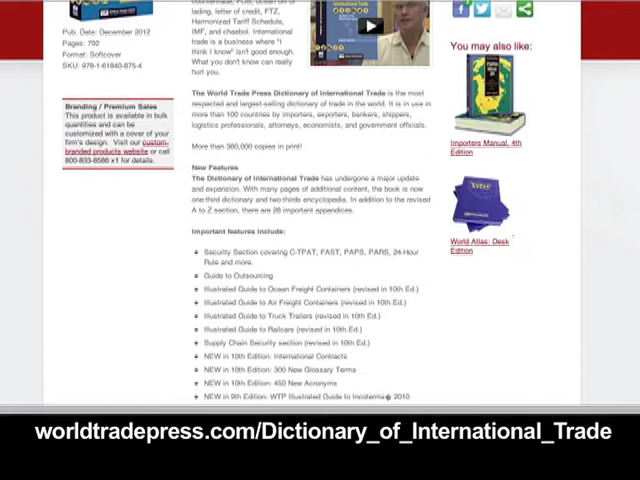 countertrade, FOB, ocean bill of
lading, letter of credit, FTZ,
Harmonized Tariff Schedule,
IMF, and chaebol. International
trade is a business where "I
think I know" isn't good enough.
What you don't know can really
hurt you.
Pub. Date: December 2012
Pages: 792
Format: Softcover
SKU: 978-1-61840-875-4
Branding / Premium Sales
This product is available in bulk
quantities and can be
customized with a cover of your
firm's design. Visit our custom-
branded products website or call
800-833-8586 x1 for details.
The World Trade Press Dictionary of International Trade is the most
respected and largest-selling dictionary of trade in the world. It is in use in
more than 100 countries by importers, exporters, bankers, shippers,
logistics professionals, attorneys, economists, and government officials.
More than 380,000 copies in print!
New Features
The Dictionary of International Trade has undergone a major update
and expansion. With many pages of additional content, the book is now
one-third dictionary and two-thirds encyclopedia. In addition to the revised
A to Z section, there are 26 important appendices.
Important features include:
Security Section covering C-TPAT, FAST, PAPS, PARS, 24-Hour
Rule and more.
Guide to Outsourcing
Illustrated Guide to Ocean Freight Containers (revised in 10th Ed.)
Illustrated Guide to Air Freight Containers (revised in 10th Ed.)
Illustrated Guide to Truck Trailers (revised in 10th Ed.)
Illustrated Guide to Railcars (revised in 10th Ed.)
Supply Chain Security section (revised in 10th Ed.)
NEW in 10th Edition: International Contracts
NEW in 10th Edition: 300 New Glossary Terms
NEW in 10th Edition: 450 New Acronyms
NEW in 9th Edition: WTP Illustrated Guide to Incoterms� 2010
You may also like:
Importers Manual, 4th
Edition
World Atlas: Desk
Edition
worldtradepress.com/Dictionary_of_International_Trade